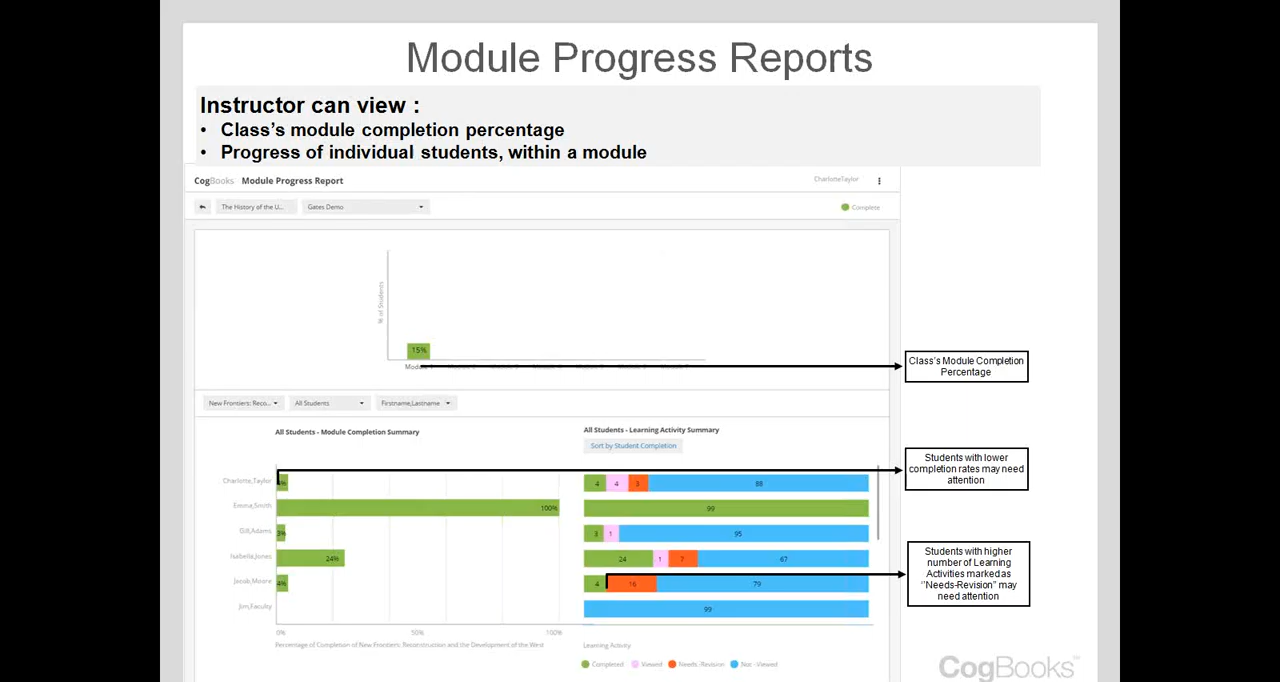 Module Progress Reports
Instructor can view :
• Class's module completion percentage
• Progress of individual students, within a module
CogBooks Module Progress Report
CharlotteTaylor
The History of the U...
Gates Demo
Complete
% of Students
15%
Class's Module Completion
Percentage
New Frontiers: Reco...
All Students
Firstname,Lastname
All Students - Module Completion Summary
All Students - Learning Activity Summary
Sort by Student Completion
Students with lower
completion rates may need
attention
Charlotte,Taylor
4 4 3 88
Emma,Smith 100%
99
Adams 3%
3 1 95
Isabella,Jones 24%
24 1 7 67
Students with higher
number of Learning
Activities marked as
"Needs-Revision" may
need attention
Jacob,Moore 4%
4 16 79
Jim,Faculty
99
0% 50% 100%
Percentage of Completion of New Frontiers: Reconstruction and the Development of the West
Learning Activity
Completed Viewed Needs-Revision Not - Viewed
CogBooks™